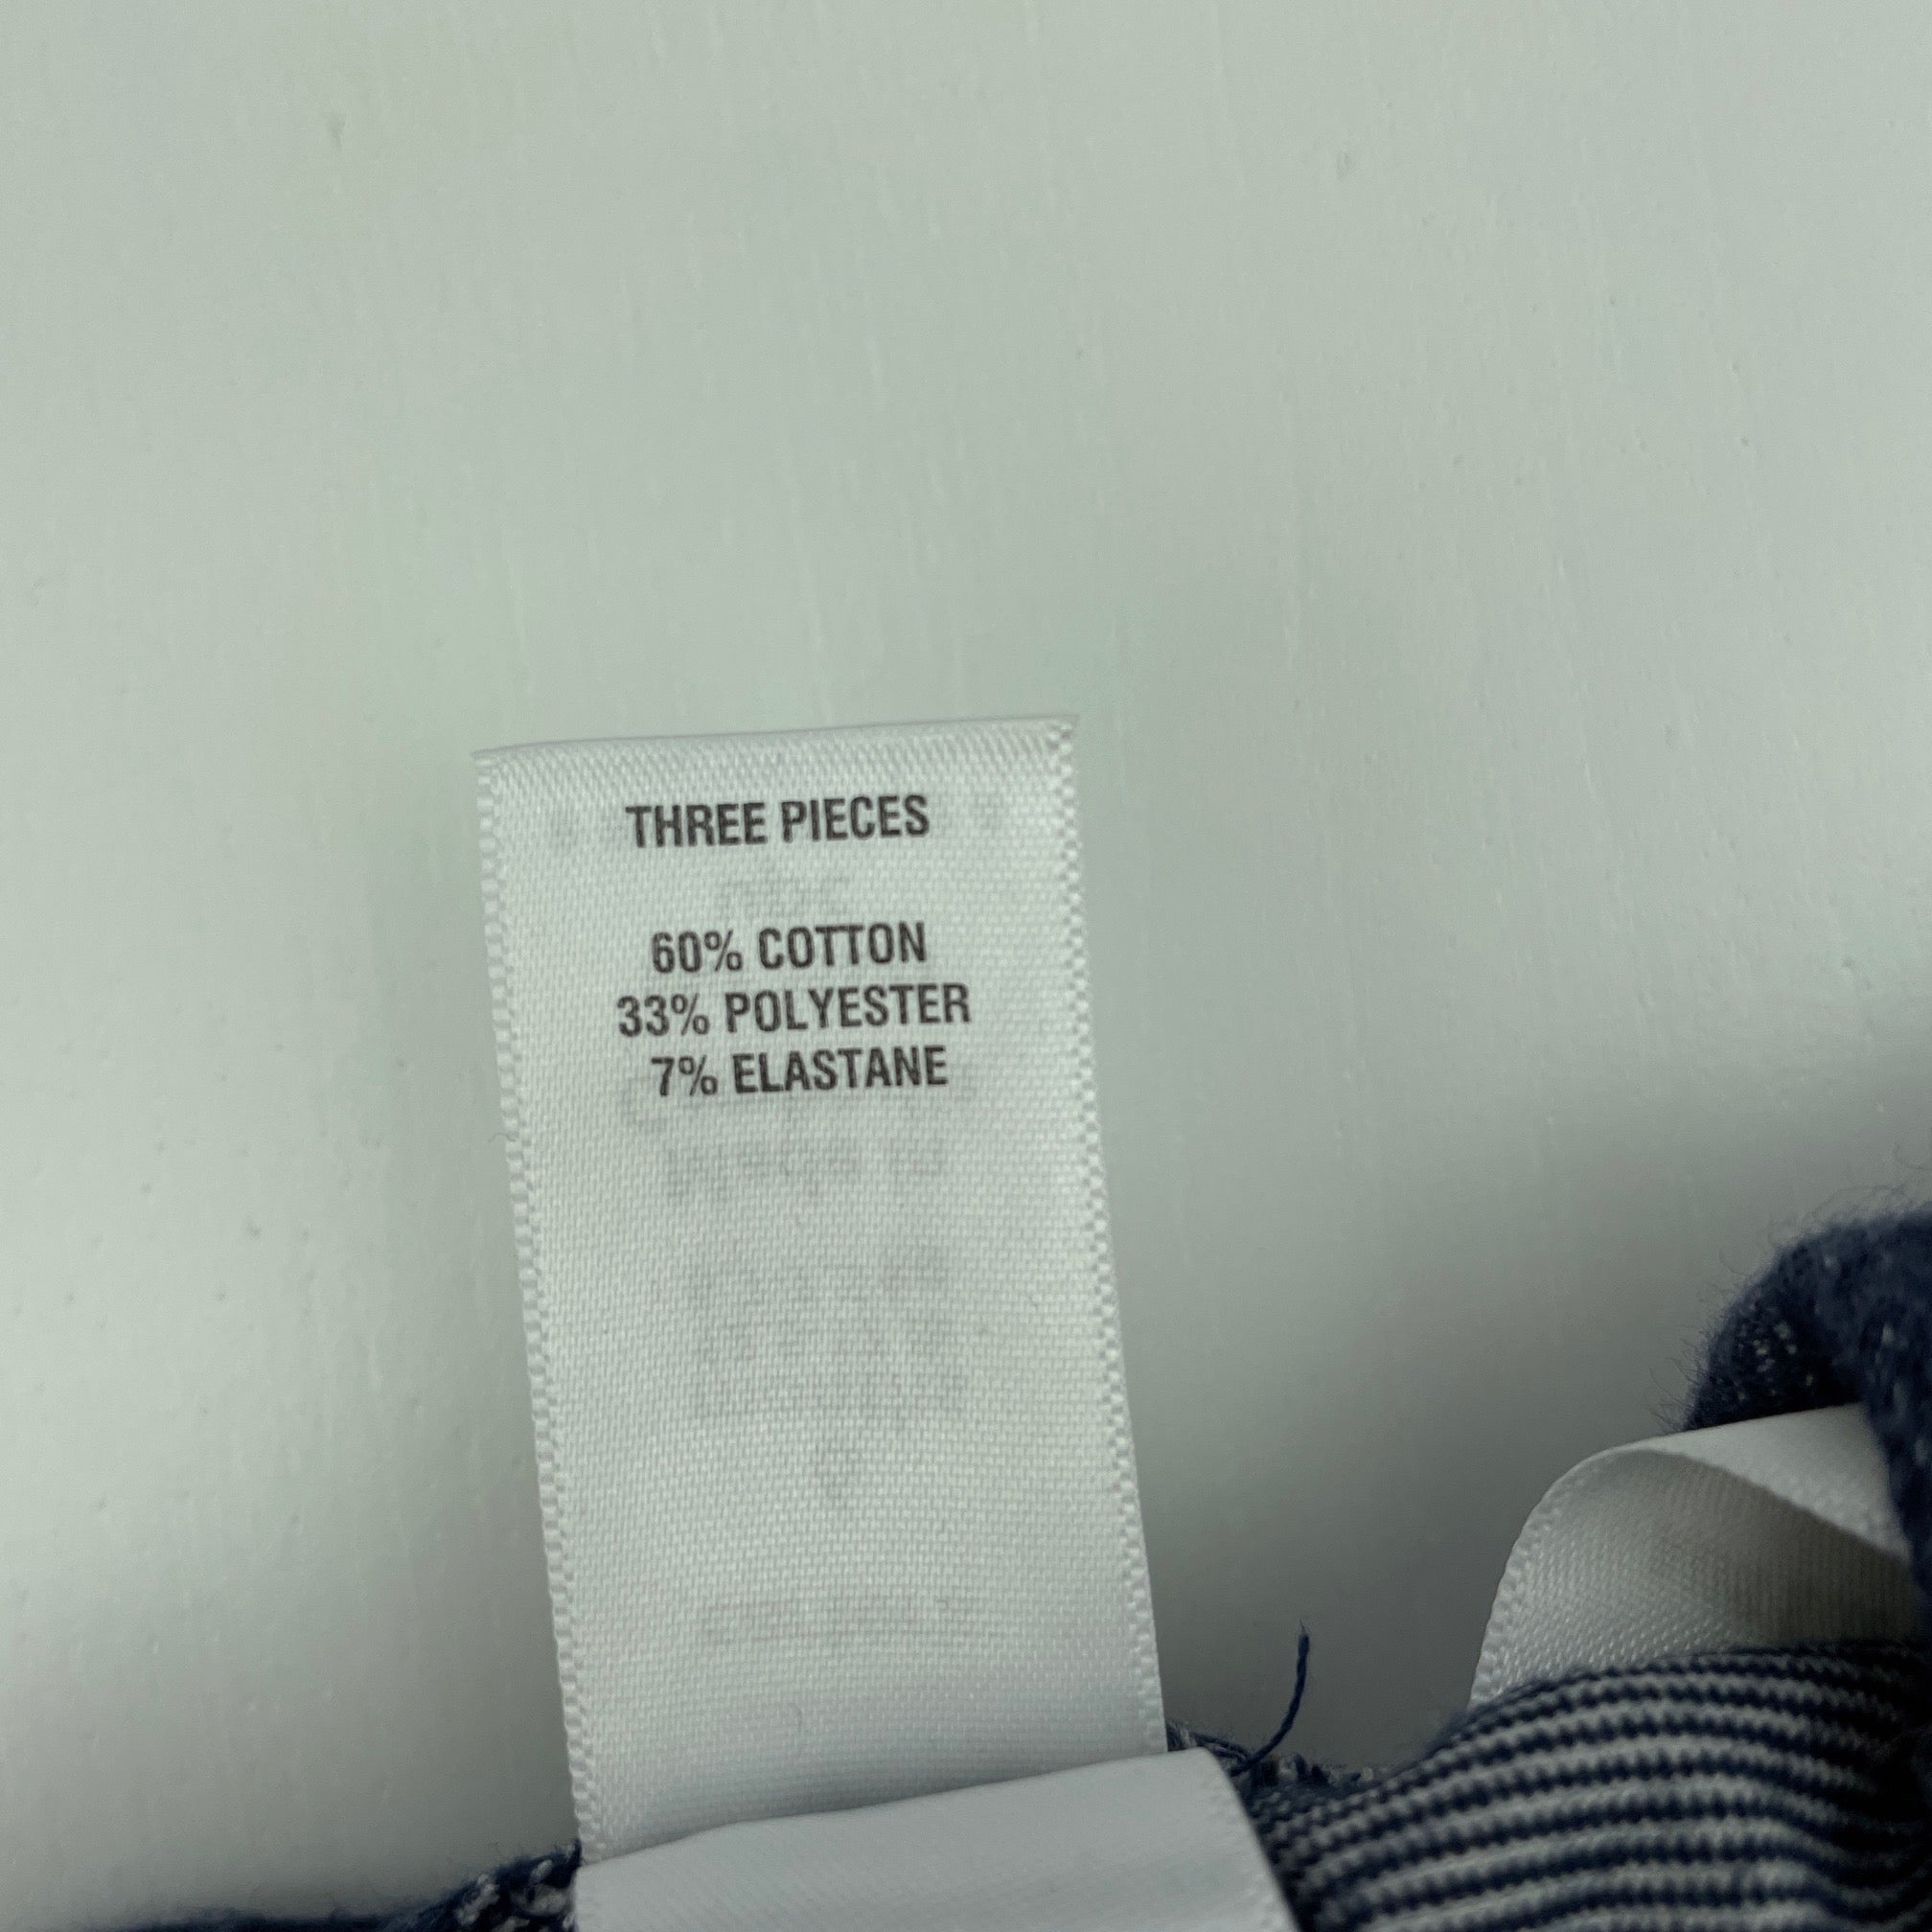 THREE PIECES
60% COTTON
33% POLYESTER
7% ELASTANE